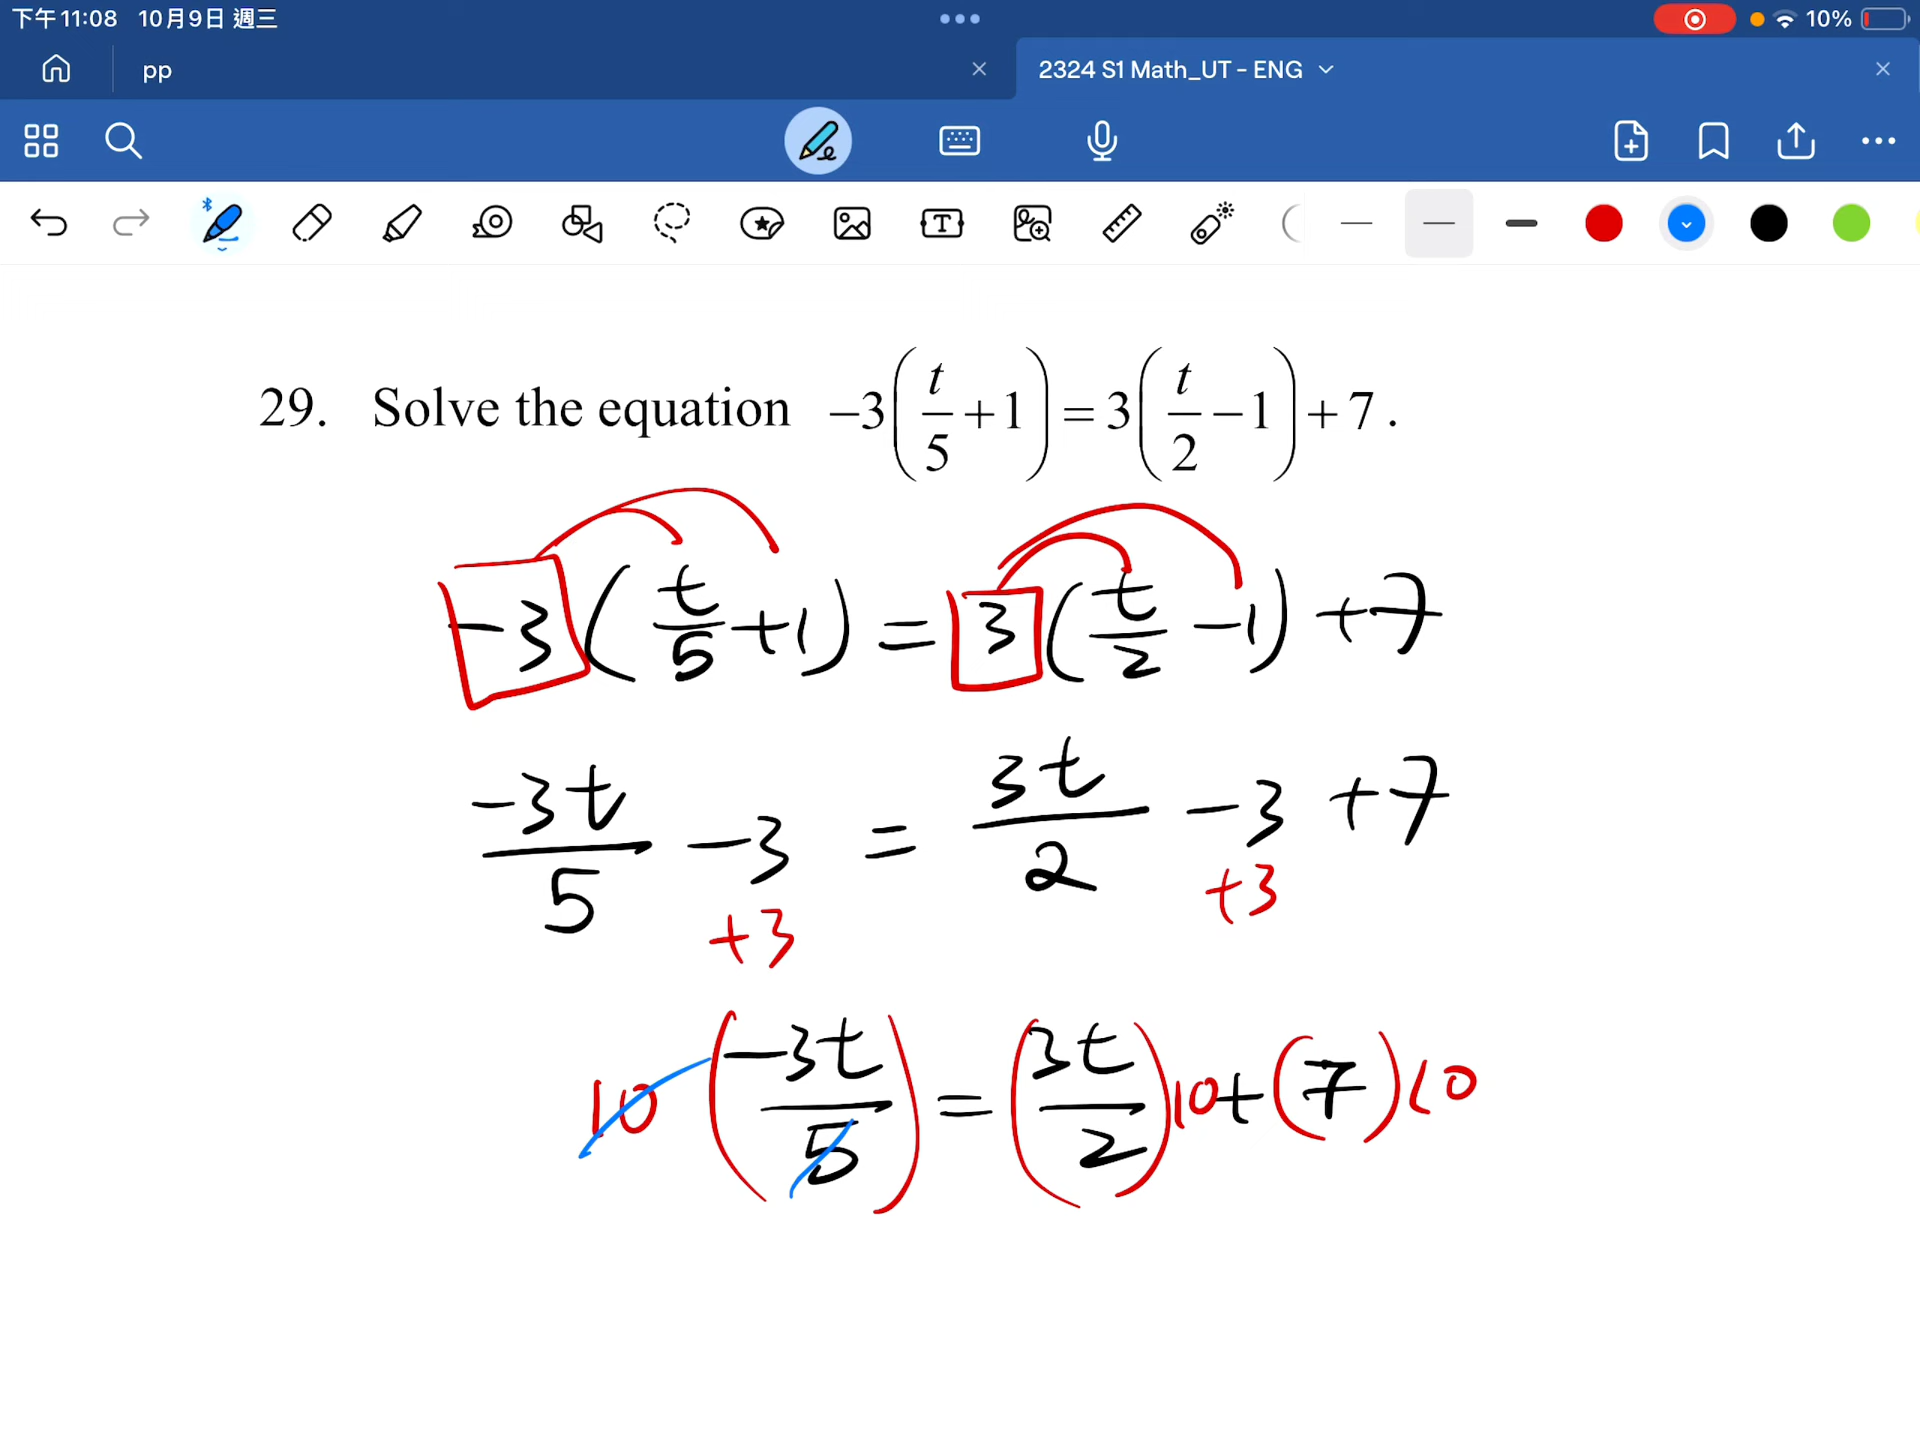 下午11:08 10月9日 週三 10%
pp 2324 S1 Math_UT - ENG
29. Solve the equation −3(t/5 + 1) = 3(t/2 − 1) + 7.
−3(t/5 + 1) = 3(t/2 − 1) + 7
−3t/5 − 3 = 3t/2 − 3 + 7
+3 +3
10(−3t/5) = (3t/2)10 + (7)10